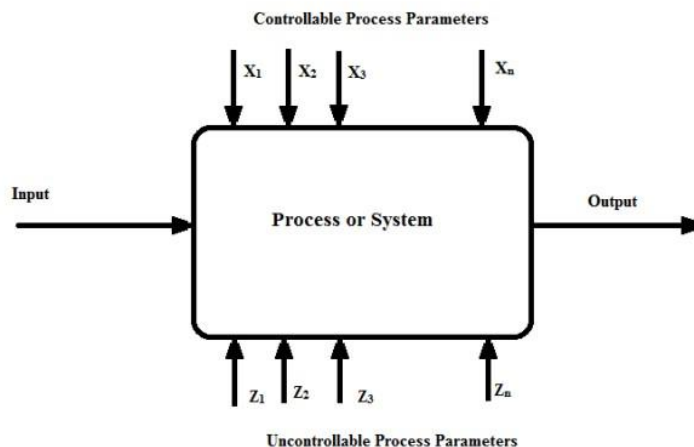 Controllable Process Parameters
X1 X2 X3 Xn
Input
Process or System
Output
Z1 Z2 Z3 Zn
Uncontrollable Process Parameters